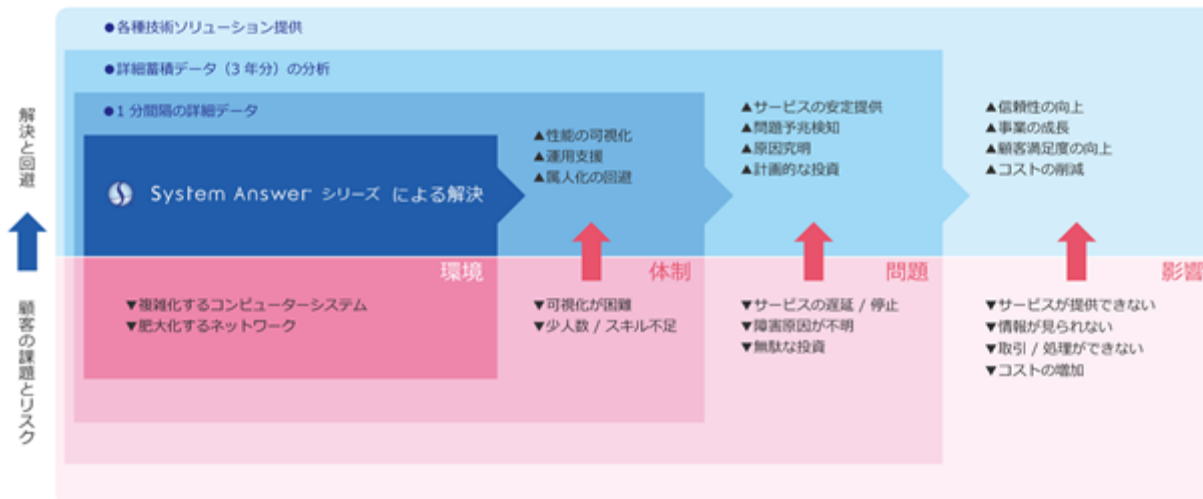 ●各種技術ソリューション提供
●詳細蓄積データ（3年分）の分析
●1分間隔の詳細データ
System Answer シリーズ による解決
▲性能の可視化
▲運用支援
▲属人化の回避
▲サービスの安定提供
▲問題予兆検知
▲原因究明
▲計画的な投資
▲信頼性の向上
▲事業の成長
▲顧客満足度の向上
▲コストの削減
解決と回避
環境
体制
問題
影響
顧客の課題とリスク
▼複雑化するコンピューターシステム
▼肥大化するネットワーク
▼可視化が困難
▼少人数 / スキル不足
▼サービスの遅延 / 停止
▼障害原因が不明
▼無駄な投資
▼サービスが提供できない
▼情報が見られない
▼取引 / 処理ができない
▼コストの増加